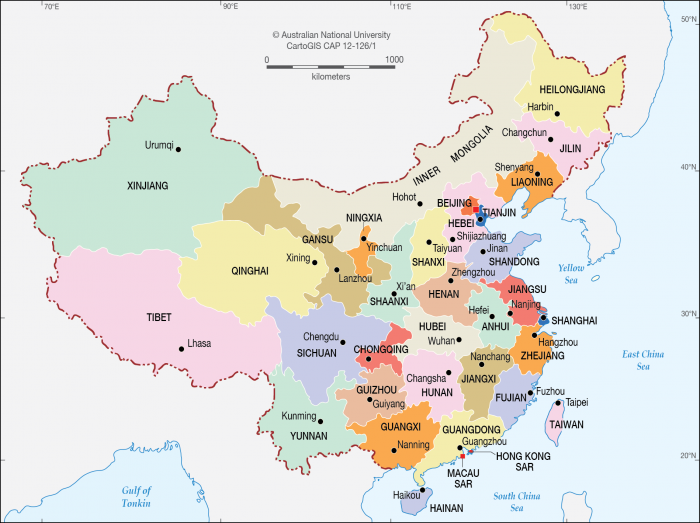 70°E
90°E
110°E
130°E
50°N
© Australian National University
CartoGIS CAP 12-126/1
0
1000
kilometers
HEILONGJIANG
Harbin
Changchun
JILIN
Urumqi
INNER MONGOLIA
Shenyang
LIAONING
40°N
40°N
XINJIANG
Hohot
BEIJING
TIANJIN
NINGXIA
HEBEI
Shijiazhuang
GANSU
Yinchuan
Taiyuan
Jinan
SHANXI
SHANDONG
Xining
QINGHAI
Lanzhou
Zhengzhou
Yellow
Sea
Xi'an
SHAANXI
HENAN
JIANGSU
TIBET
Hefei
Nanjing
30°N
30°N
SHANGHAI
HUBEI
ANHUI
Lhasa
Chengdu
Wuhan
Hangzhou
SICHUAN
CHONGQING
Nanchang
ZHEJIANG
East China
Sea
Changsha
JIANGXI
GUIZHOU
HUNAN
Guiyang
FUJIAN
Fuzhou
Taipei
Kunming
YUNNAN
GUANGXI
GUANGDONG
TAIWAN
Nanning
Guangzhou
20°N
20°N
HONG KONG
SAR
MACAU
SAR
Gulf of
Tonkin
Haikou
HAINAN
South China
Sea